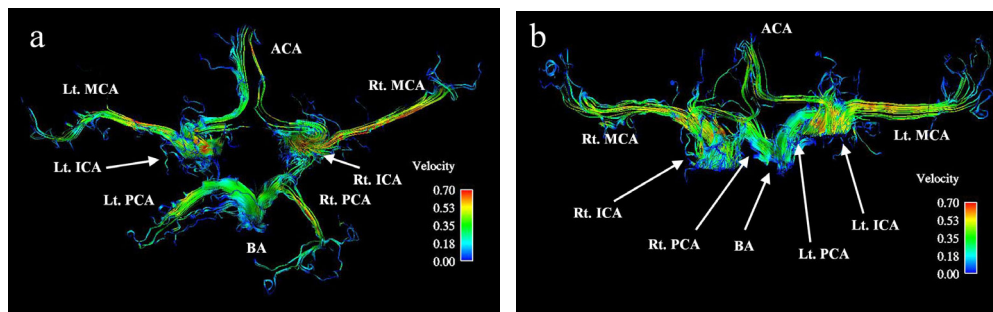 a
ACA
Lt. MCA
Rt. MCA
Lt. ICA
Rt. ICA
Lt. PCA
Rt. PCA
BA
Velocity
0.70
0.53
0.35
0.18
0.00
b
ACA
Rt. MCA
Lt. MCA
Rt. ICA
Rt. PCA
BA
Lt. PCA
Lt. ICA
Velocity
0.70
0.53
0.35
0.18
0.00